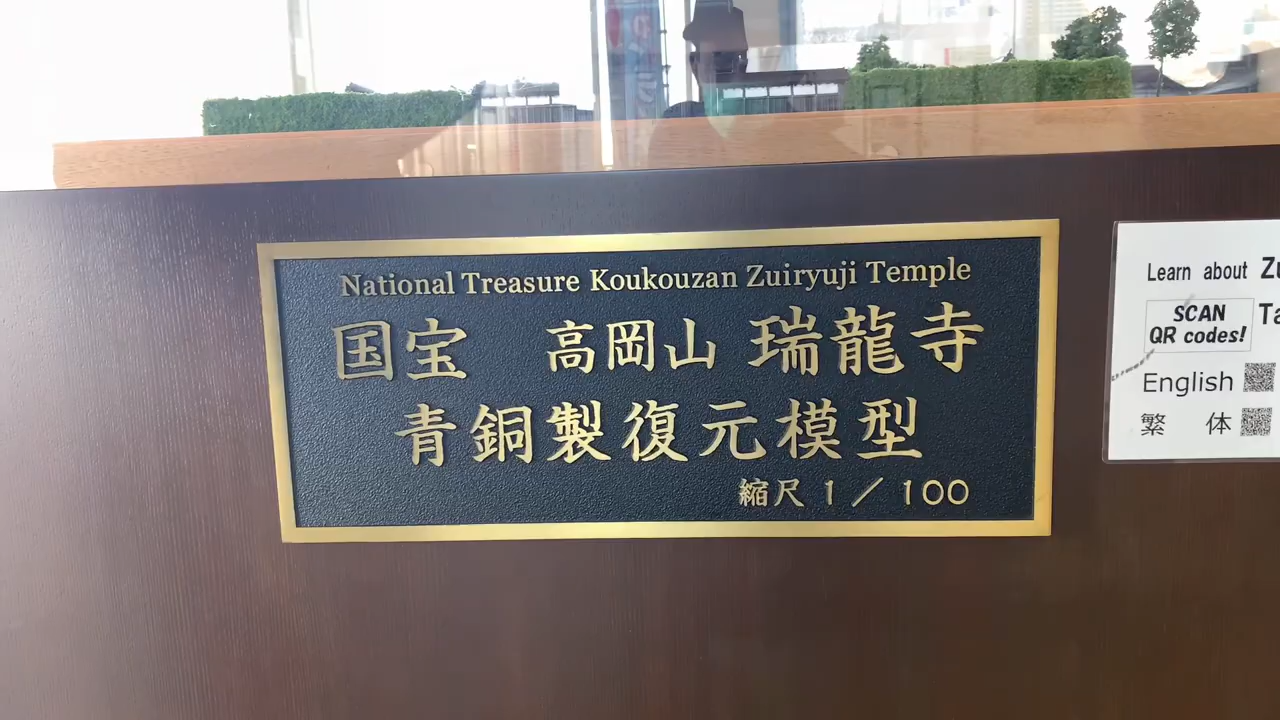 National Treasure Koukouzan Zuiryuji Temple
国宝 高岡山 瑞龍寺
青銅製復元模型
縮尺 1／100
Learn about
SCAN
QR codes!
English
繁 体